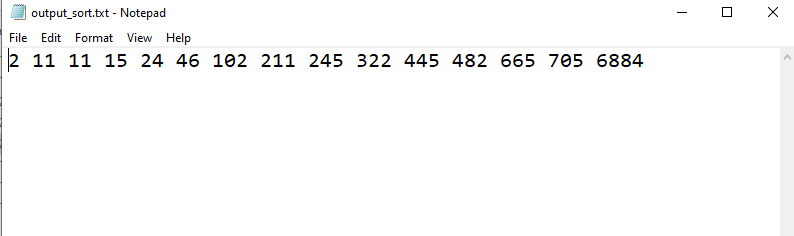 output_sort.txt - Notepad
File Edit Format View Help
2 11 11 15 24 46 102 211 245 322 445 482 665 705 6884